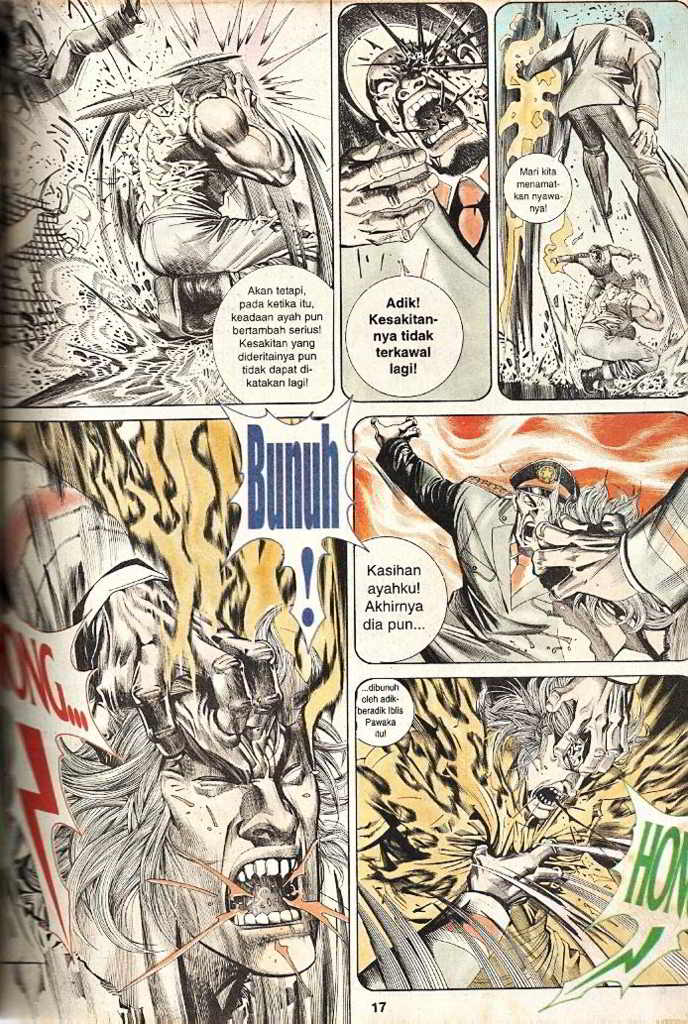 Akan tetapi,
pada ketika itu,
keadaan ayah pun
bertambah serius!
Kesakitan yang
dideritainya pun
tidak dapat di-
katakan lagi!
Adik!
Kesakitan-
nya tidak
terkawal
lagi!
Mari kita
menamat-
kan nyawa-
nya!
Bunuh
!
ONG...
Kasihan
ayahku!
Akhirnya
dia pun...
...dibunuh
oleh adik-
beradik Iblis
Pawaka
itu!
HON
17